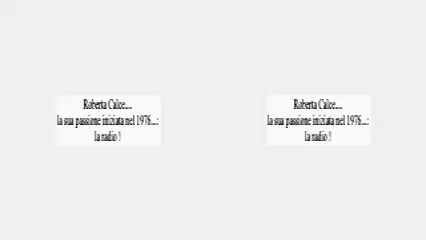 Roberta Calce....
la sua passione iniziata nel 1976...:
la radio !
Roberta Calce....
la sua passione iniziata nel 1976...:
la radio !